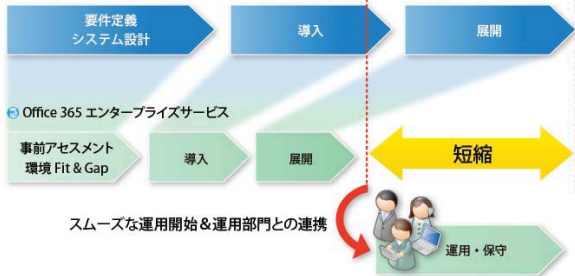 要件定義
システム設計
導入
展開
Office 365 エンタープライズサービス
事前アセスメント
環境 Fit & Gap
導入
展開
短縮
スムーズな運用開始&運用部門との連携
運用・保守